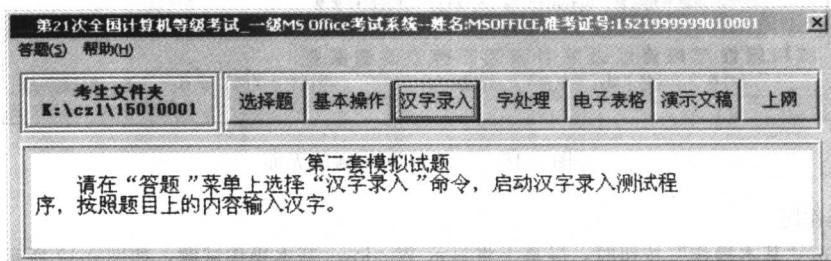 第21次全国计算机等级考试_一级MS Office考试系统--姓名:MSOFFICE,准考证号:1521999999010001
答题(S) 帮助(H)
考生文件夹
K:\cz1\15010001
选择题 基本操作 汉字录入 字处理 电子表格 演示文稿 上网
第二套模拟试题
请在“答题”菜单上选择“汉字录入”命令,启动汉字录入测试程
序,按照题目上的内容输入汉字。